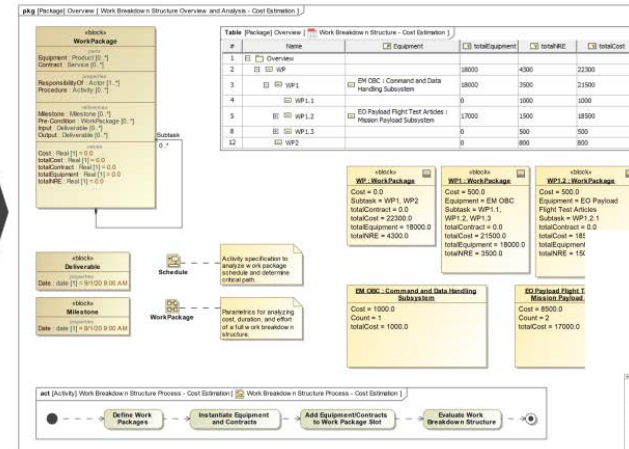 pkg [Package] Overview [ Work Breakdown Structure Overview and Analysis - Cost Estimation ]
«block»
WorkPackage
parts
Equipment : Product [0..*]
Contract : Service [0..*]
properties
ResponsibilityOf : Actor [1..*]
Procedure : Activity [0..*]
references
Milestone : Milestone [0..*]
Pre-Condition : WorkPackage [0..*]
Input : Deliverable [0..*]
Output : Deliverable [0..*]
values
Cost : Real [1] = 0.0
totalCost : Real [1] = 0.0
totalContract : Real [1] = 0.0
totalEquipment : Real [1] = 0.0
totalNRE : Real [1] = 0.0
Subtask
0..*
Table [Package] Overview [ Work Breakdown Structure - Cost Estimation ]
# Name Equipment totalEquipment totalNRE totalCost
1 Overview
2 WP 18000 4300 22300
3 WP1 EM OBC : Command and Data Handling Subsystem 18000 3500 21500
4 WP1.1 0 1000 1000
5 WP1.2 EO Payload Flight Test Articles : Mission Payload Subsystem 17000 1500 18500
8 WP1.3 0 500 500
12 WP2 0 800 800
«block»
WP : WorkPackage
Cost = 0.0
Subtask = WP1, WP2
totalContract = 0.0
totalCost = 22300.0
totalEquipment = 18000.0
totalNRE = 4300.0
«block»
WP1 : WorkPackage
Cost = 500.0
Equipment = EM OBC
Subtask = WP1.1,
WP1.2, WP1.3
totalContract = 0.0
totalCost = 21500.0
totalEquipment = 18000.0
totalNRE = 3500.0
«block»
WP1.2 : WorkPackage
Cost = 500.0
Equipment = EO Payload
Flight Test Articles
Subtask = WP1.2.1
totalContract = 0.0
totalCost = 185
totalEquipment
totalNRE = 150
«block»
Deliverable
properties
Date : date [1] = 9/1/20 9:00 AM
«block»
Milestone
properties
Date : date [1] = 9/1/20 9:00 AM
Schedule
Activity specification to
analyze work package
schedule and determine
critical path.
WorkPackage
Parametrics for analyzing
cost, duration, and effort
of a full work breakdown
structure.
EM OBC : Command and Data Handling
Subsystem
Cost = 1000.0
Count = 1
totalCost = 1000.0
EO Payload Flight T
Mission Payload
Cost = 8500.0
Count = 2
totalCost = 17000.0
act [Activity] Work Breakdown Structure Process - Cost Estimation [ Work Breakdown Structure Process - Cost Estimation ]
Define Work
Packages
Instantiate Equipment
and Contracts
Add Equipment/Contracts
to Work Package Slot
Evaluate Work
Breakdown Structure